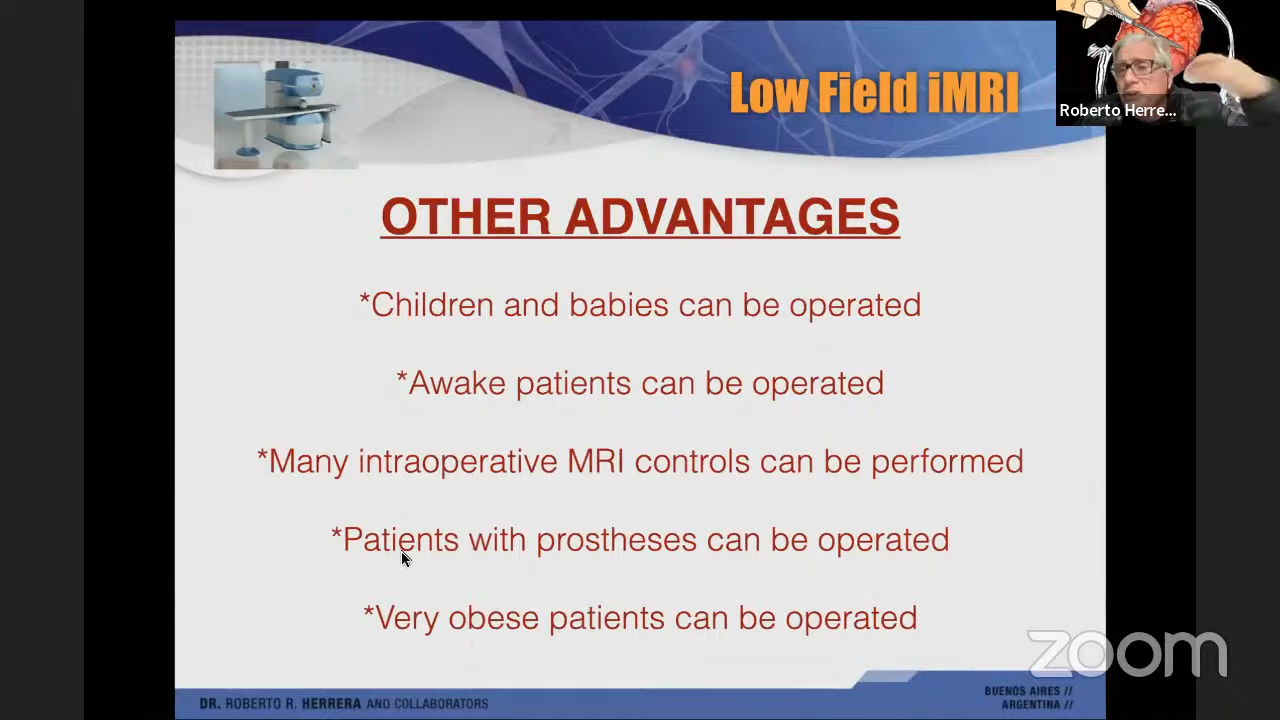 Low Field iMRI
Roberto Herre...
OTHER ADVANTAGES
*Children and babies can be operated
*Awake patients can be operated
*Many intraoperative MRI controls can be performed
*Patients with prostheses can be operated
*Very obese patients can be operated
zoom
DR. ROBERTO R. HERRERA AND COLLABORATORS
BUENOS AIRES //
ARGENTINA //